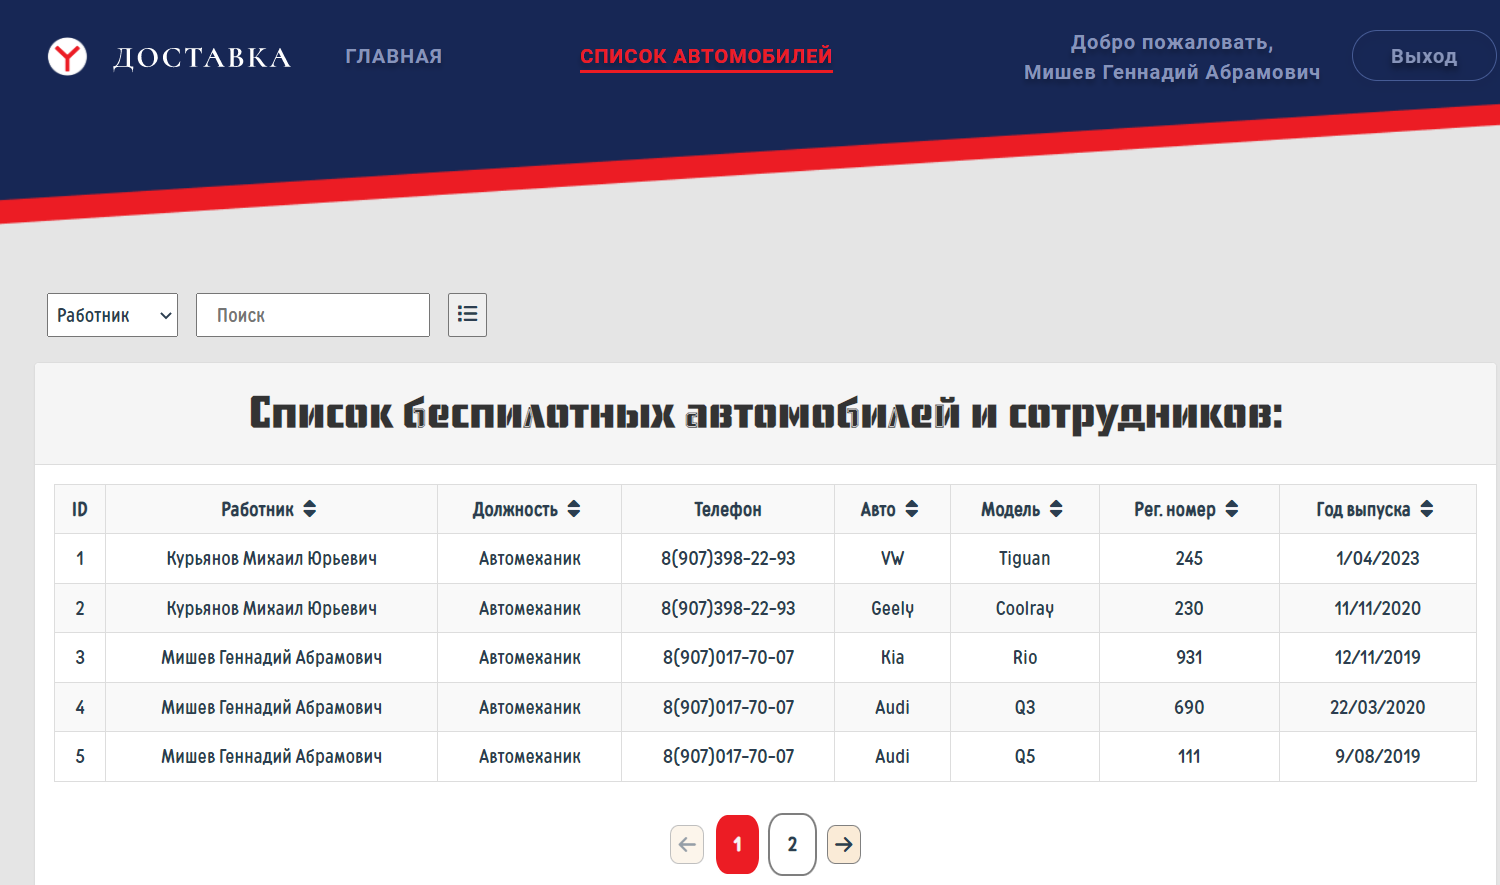 ДОСТАВКА ГЛАВНАЯ СПИСОК АВТОМОБИЛЕЙ Добро пожаловать,
Мишев Геннадий Абрамович Выход
Работник Поиск
Список беспилотных автомобилей и сотрудников:
ID Работник Должность Телефон Авто Модель Рег. номер Год выпуска
1 Курьянов Михаил Юрьевич Автомеханик 8(907)398-22-93 VW Tiguan 245 1/04/2023
2 Курьянов Михаил Юрьевич Автомеханик 8(907)398-22-93 Geely Coolray 230 11/11/2020
3 Мишев Геннадий Абрамович Автомеханик 8(907)017-70-07 Kia Rio 931 12/11/2019
4 Мишев Геннадий Абрамович Автомеханик 8(907)017-70-07 Audi Q3 690 22/03/2020
5 Мишев Геннадий Абрамович Автомеханик 8(907)017-70-07 Audi Q5 111 9/08/2019
1 2